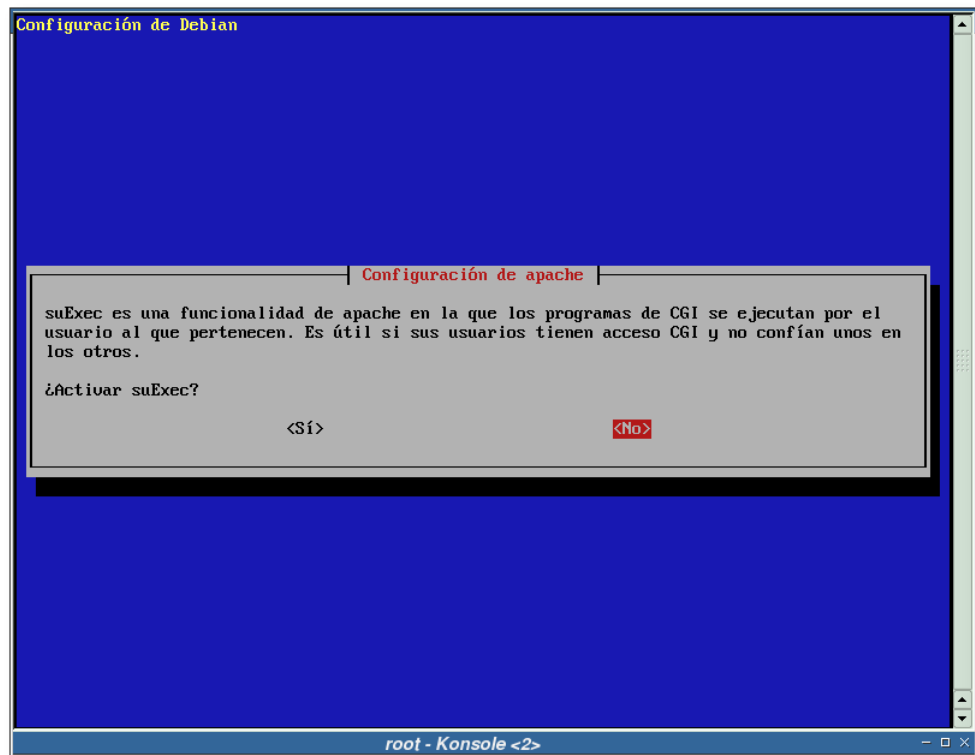 Configuración de Debian
Configuración de apache
suExec es una funcionalidad de apache en la que los programas de CGI se ejecutan por el
usuario al que pertenecen. Es útil si sus usuarios tienen acceso CGI y no confían unos en
los otros.
¿Activar suExec?
<Sí> <No>
root - Konsole <2>